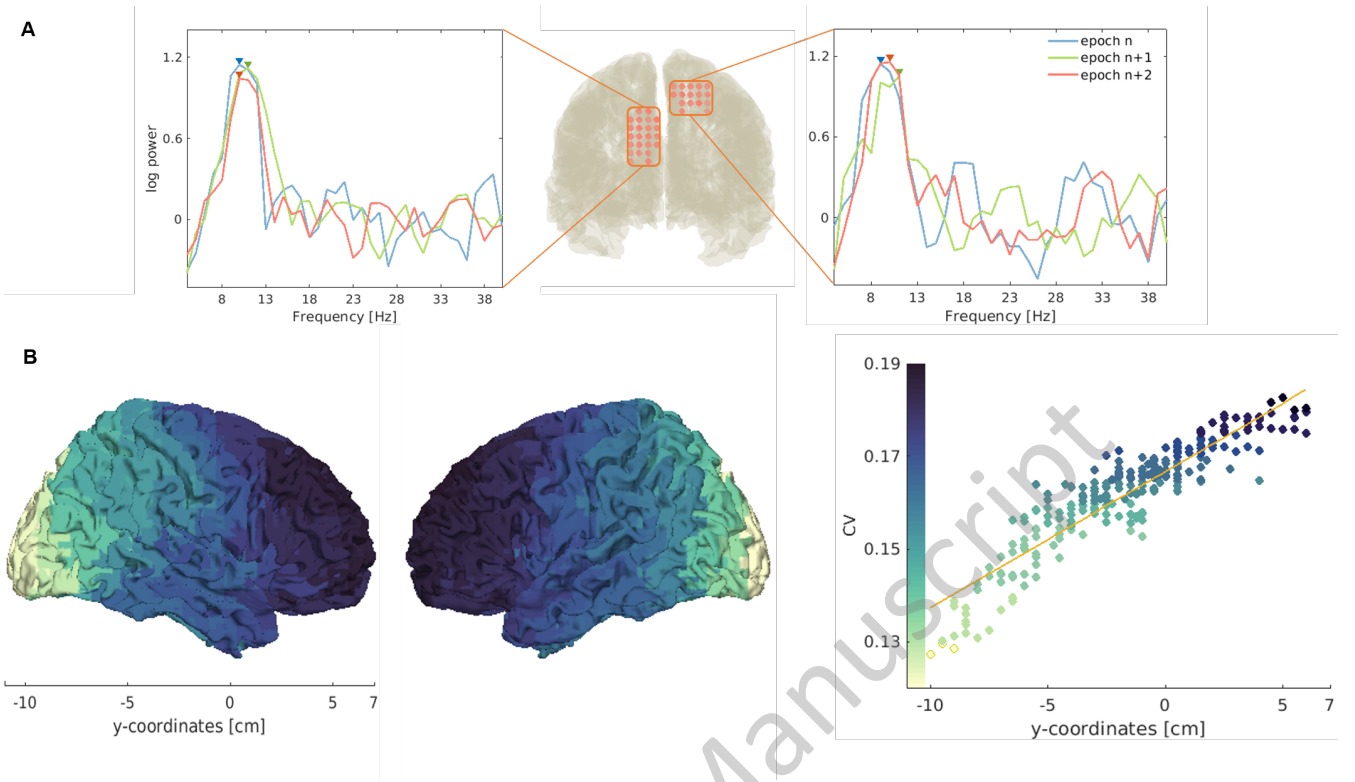 A
log power
1.2
0.6
0
8 13 18 23 28 33 38
Frequency [Hz]
epoch n
epoch n+1
epoch n+2
1.2
0.6
0
8 13 18 23 28 33 38
Frequency [Hz]
B
-10 -5 0 5 7
y-coordinates [cm]
CV
0.19
0.17
0.15
0.13
-10 -5 0 5 7
y-coordinates [cm]
Manuscript